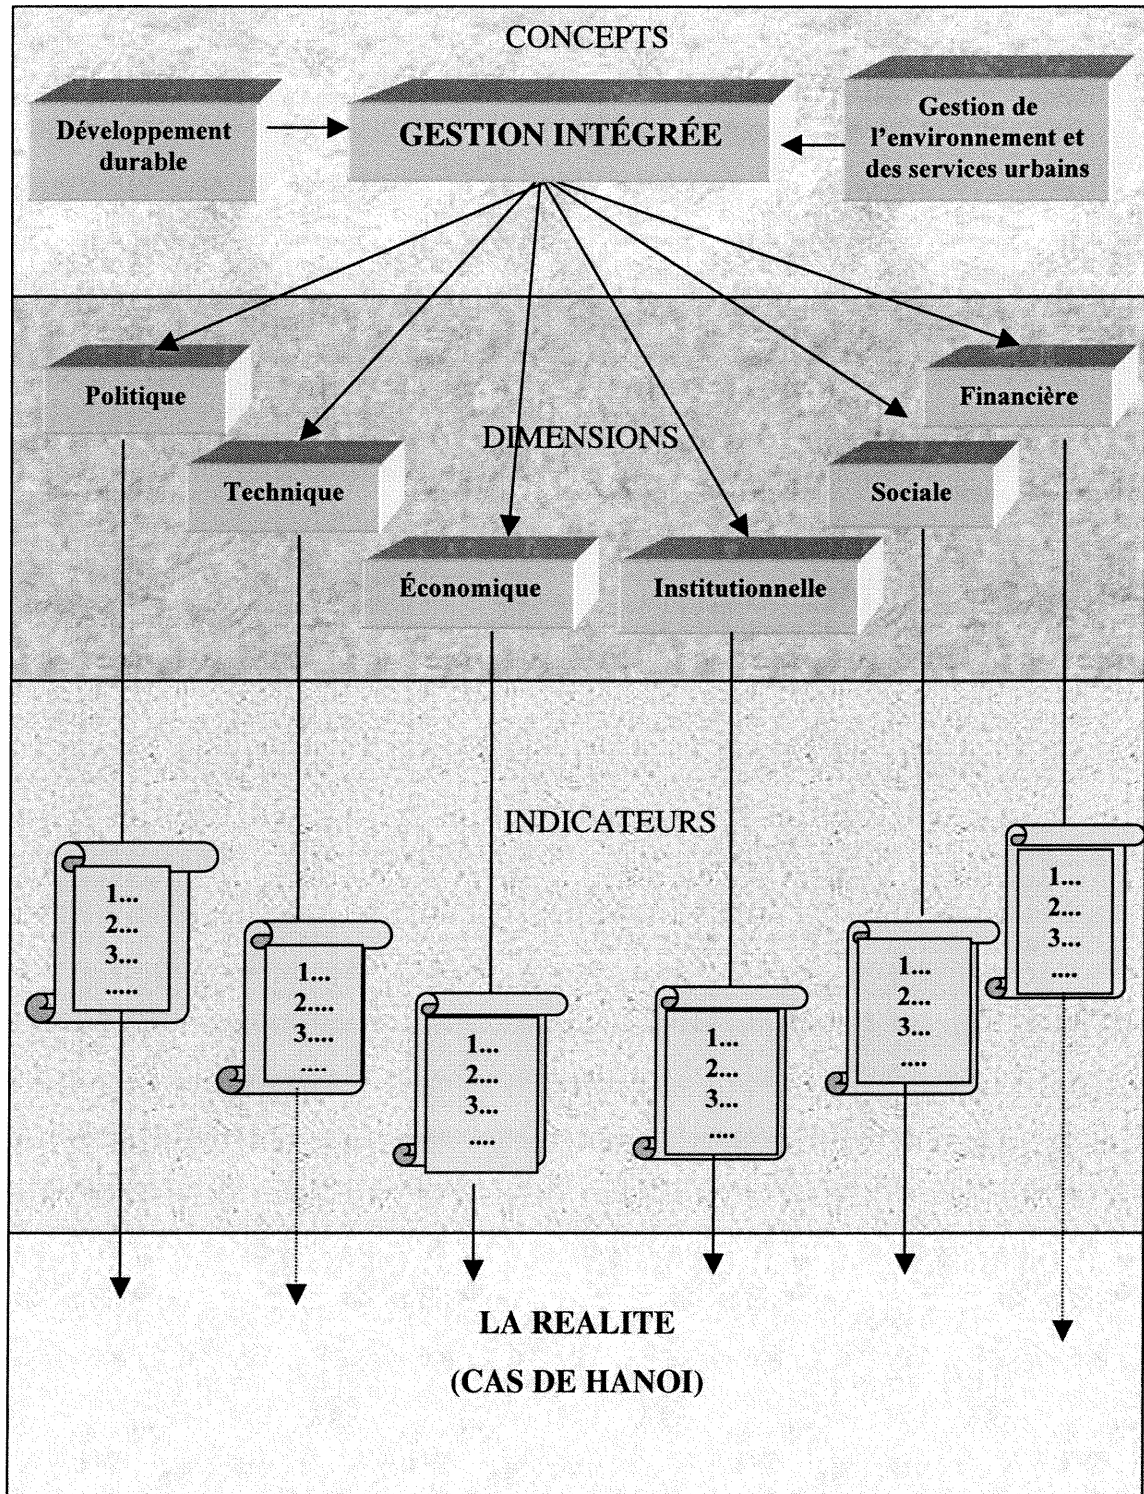 CONCEPTS
Développement
durable
GESTION INTÉGRÉE
Gestion de
l'environnement et
des services urbains
Politique
Financière
DIMENSIONS
Technique
Sociale
Économique
Institutionnelle
INDICATEURS
1...
2...
3...
.....
1...
2....
3....
....
1...
2...
3...
....
1...
2...
3...
....
1...
2...
3...
....
1...
2...
3...
....
LA REALITE
(CAS DE HANOI)